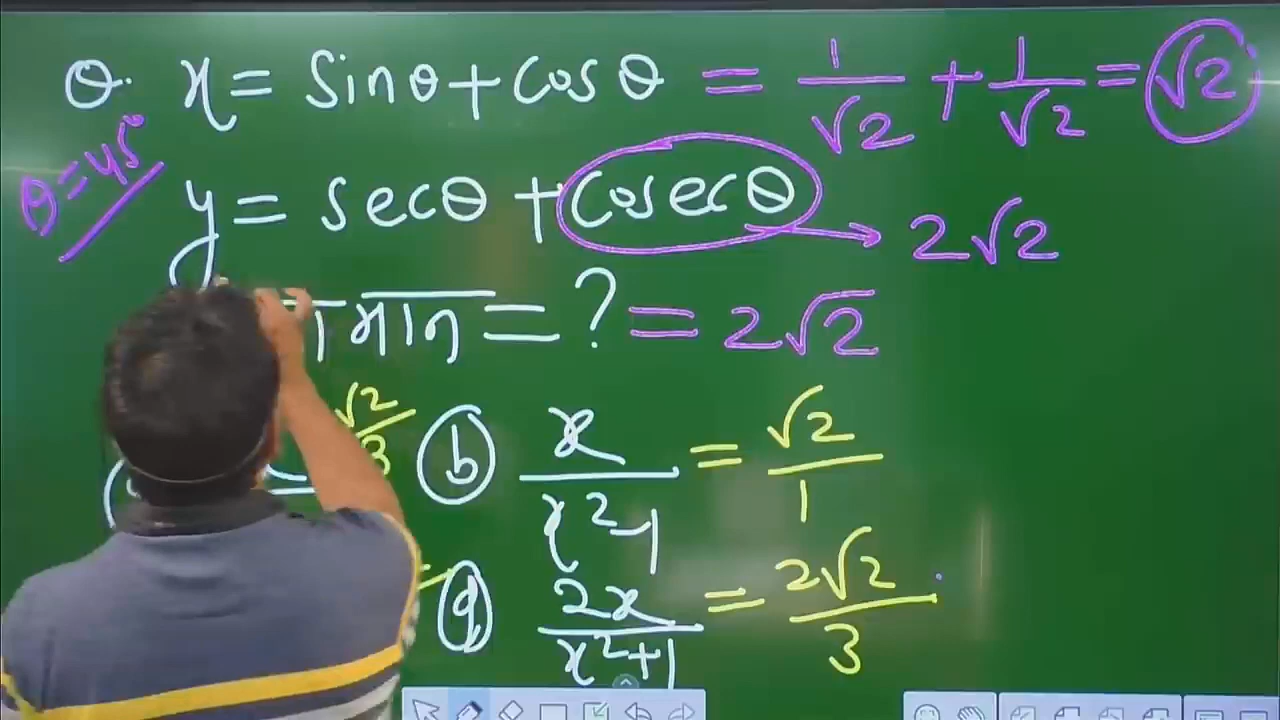 Q. x = Sinθ + Cosθ = 1/√2 + 1/√2 = √2
θ = 45°
y = secθ + Cosecθ → 2√2
मान = ? = 2√2
√2/3
(b) x/(x²-1) = √2/1
(d) 2x/(x²+1) = 2√2/3